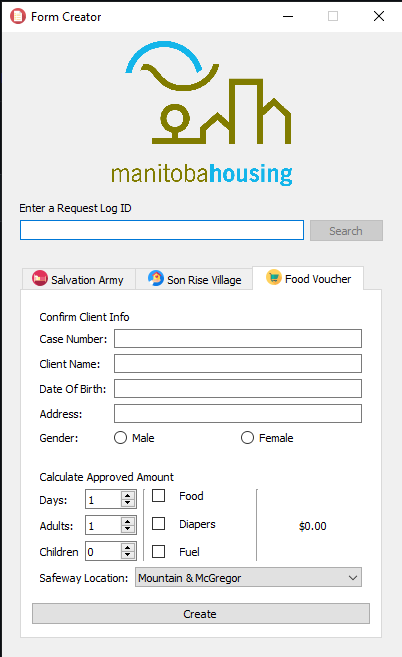 Form Creator
manitobahousing
Enter a Request Log ID
Search
Salvation Army Son Rise Village Food Voucher
Confirm Client Info
Case Number:
Client Name:
Date Of Birth:
Address:
Gender: Male Female
Calculate Approved Amount
Days: 1 Food
Adults: 1 Diapers $0.00
Children 0 Fuel
Safeway Location: Mountain & McGregor
Create